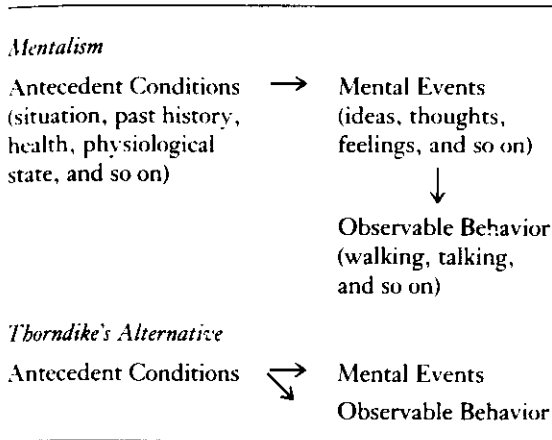 Mentalism
Antecedent Conditions → Mental Events
(situation, past history, (ideas, thoughts,
health, physiological feelings, and so on)
state, and so on)
↓
Observable Behavior
(walking, talking,
and so on)
Thorndike's Alternative
Antecedent Conditions → Mental Events
↘ Observable Behavior